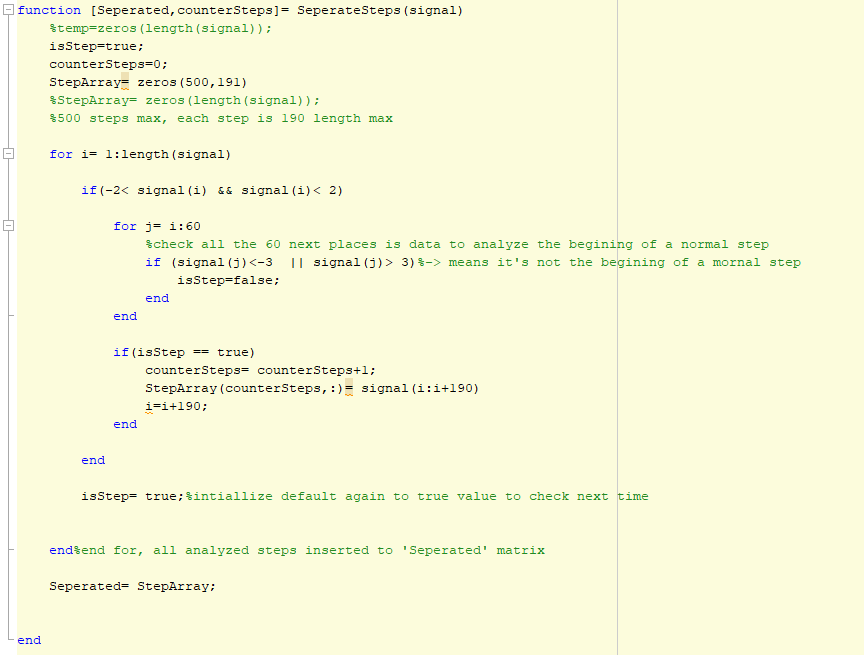 function [Seperated,counterSteps]= SeperateSteps(signal)
%temp=zeros(length(signal));
isStep=true;
counterSteps=0;
StepArray= zeros(500,191)
%StepArray= zeros(length(signal));
%500 steps max, each step is 190 length max
for i= 1:length(signal)
if(-2< signal(i) && signal(i)< 2)
for j= i:60
%check all the 60 next places is data to analyze the begining of a normal step
if (signal(j)<-3  || signal(j)> 3)%-> means it's not the begining of a mornal step
isStep=false;
end
end
if(isStep == true)
counterSteps= counterSteps+1;
StepArray(counterSteps,:)= signal(i:i+190)
i=i+190;
end
end
isStep= true;%intiallize default again to true value to check next time
end%end for, all analyzed steps inserted to 'Seperated' matrix
Seperated= StepArray;
end